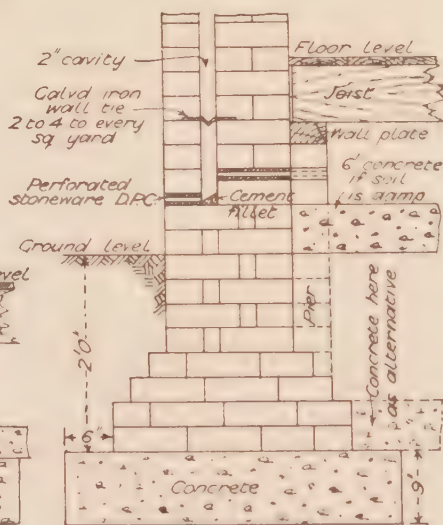 2" cavity
Galvd iron
wall tie
2 to 4 to every
sq yard
Perforated
stoneware D.P.C.
Cement
fillet
Floor level
Joist
Wall plate
6" concrete
if soil
is damp
Ground level
2'0"
6"
Pier
Concrete here
as alternative
Concrete
9"